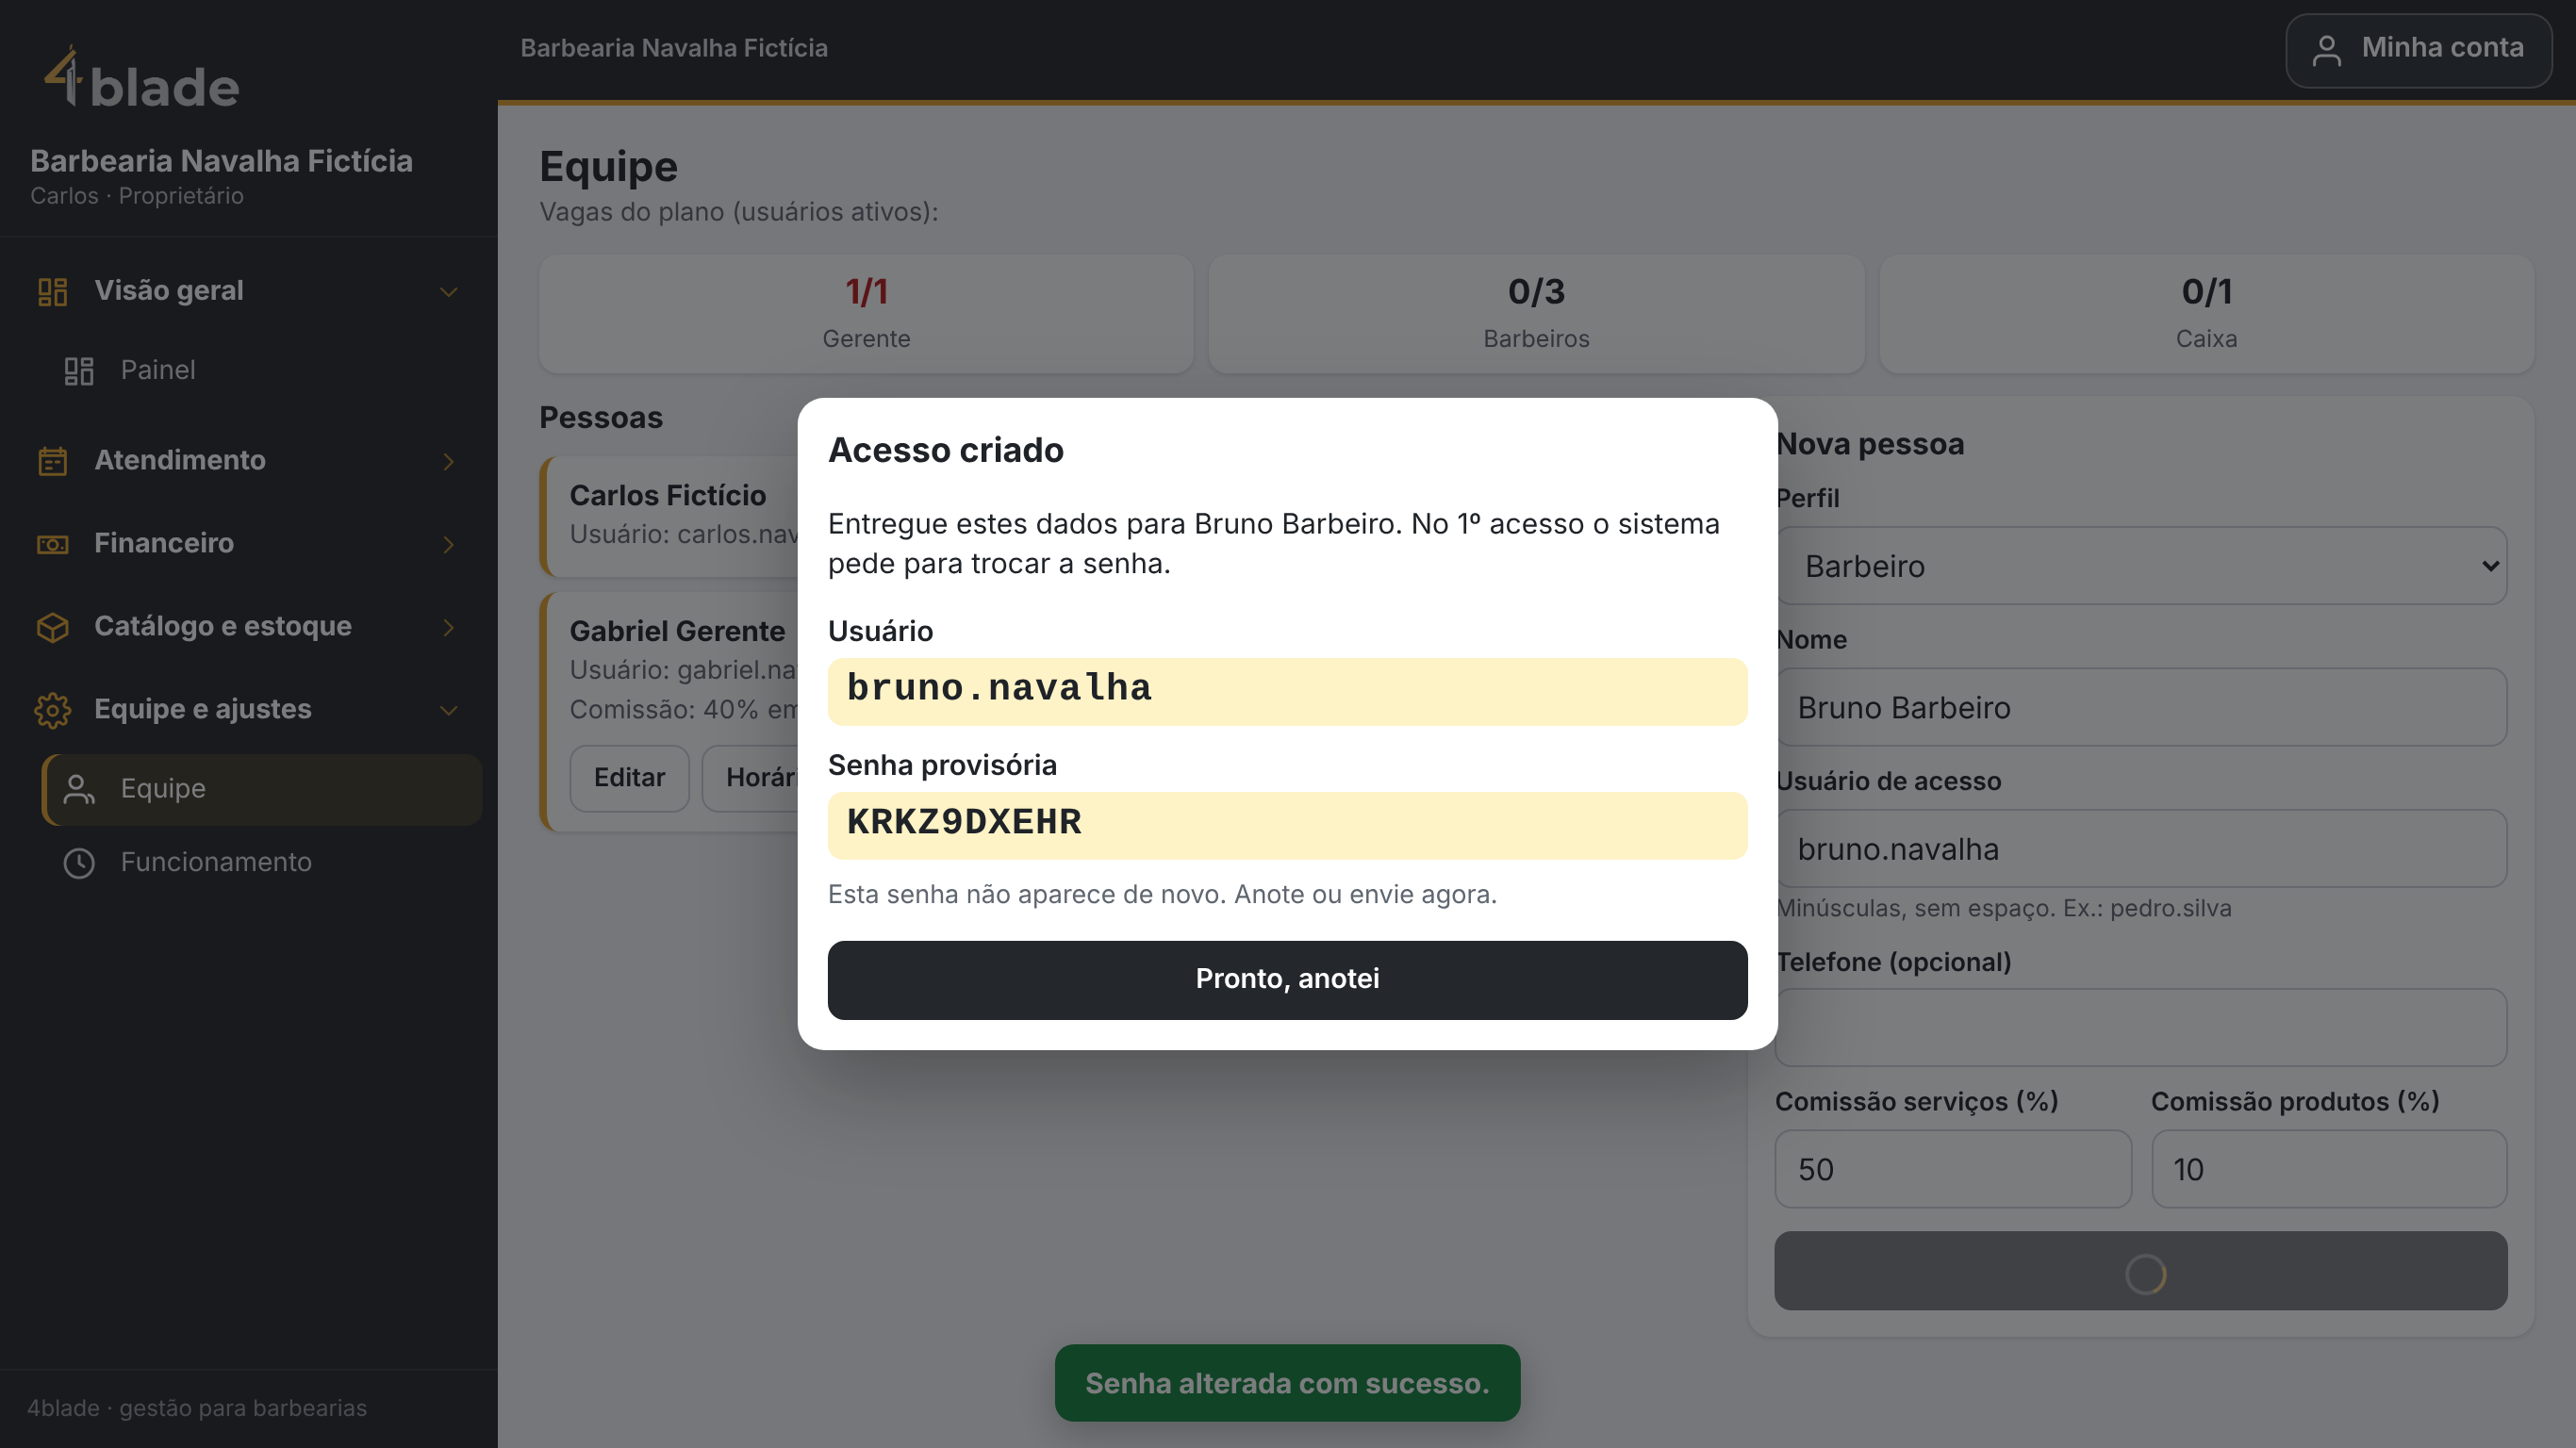 4blade
Barbearia Navalha Fictícia
Carlos · Proprietário
Visão geral
Painel
Atendimento
Financeiro
Catálogo e estoque
Equipe e ajustes
Equipe
Funcionamento
4blade · gestão para barbearias
Barbearia Navalha Fictícia
Minha conta
Equipe
Vagas do plano (usuários ativos):
1/1
Gerente
0/3
Barbeiros
0/1
Caixa
Pessoas
Carlos Fictício
Usuário: carlos.nav
Gabriel Gerente
Usuário: gabriel.na
Comissão: 40% em
Editar
Horári
Acesso criado
Entregue estes dados para Bruno Barbeiro. No 1º acesso o sistema
pede para trocar a senha.
Usuário
bruno.navalha
Senha provisória
KRKZ9DXEHR
Esta senha não aparece de novo. Anote ou envie agora.
Pronto, anotei
Nova pessoa
Perfil
Barbeiro
Nome
Bruno Barbeiro
Usuário de acesso
bruno.navalha
Minúsculas, sem espaço. Ex.: pedro.silva
Telefone (opcional)
Comissão serviços (%)
Comissão produtos (%)
50
10
Senha alterada com sucesso.